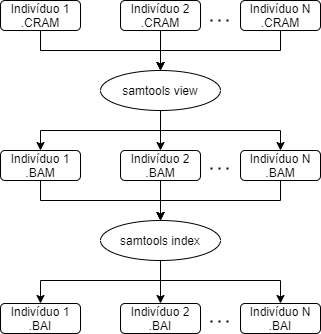 Indivíduo 1
.CRAM
Indivíduo 2
.CRAM
...
Indivíduo N
.CRAM
samtools view
Indivíduo 1
.BAM
Indivíduo 2
.BAM
...
Indivíduo N
.BAM
samtools index
Indivíduo 1
.BAI
Indivíduo 2
.BAI
...
Indivíduo N
.BAI